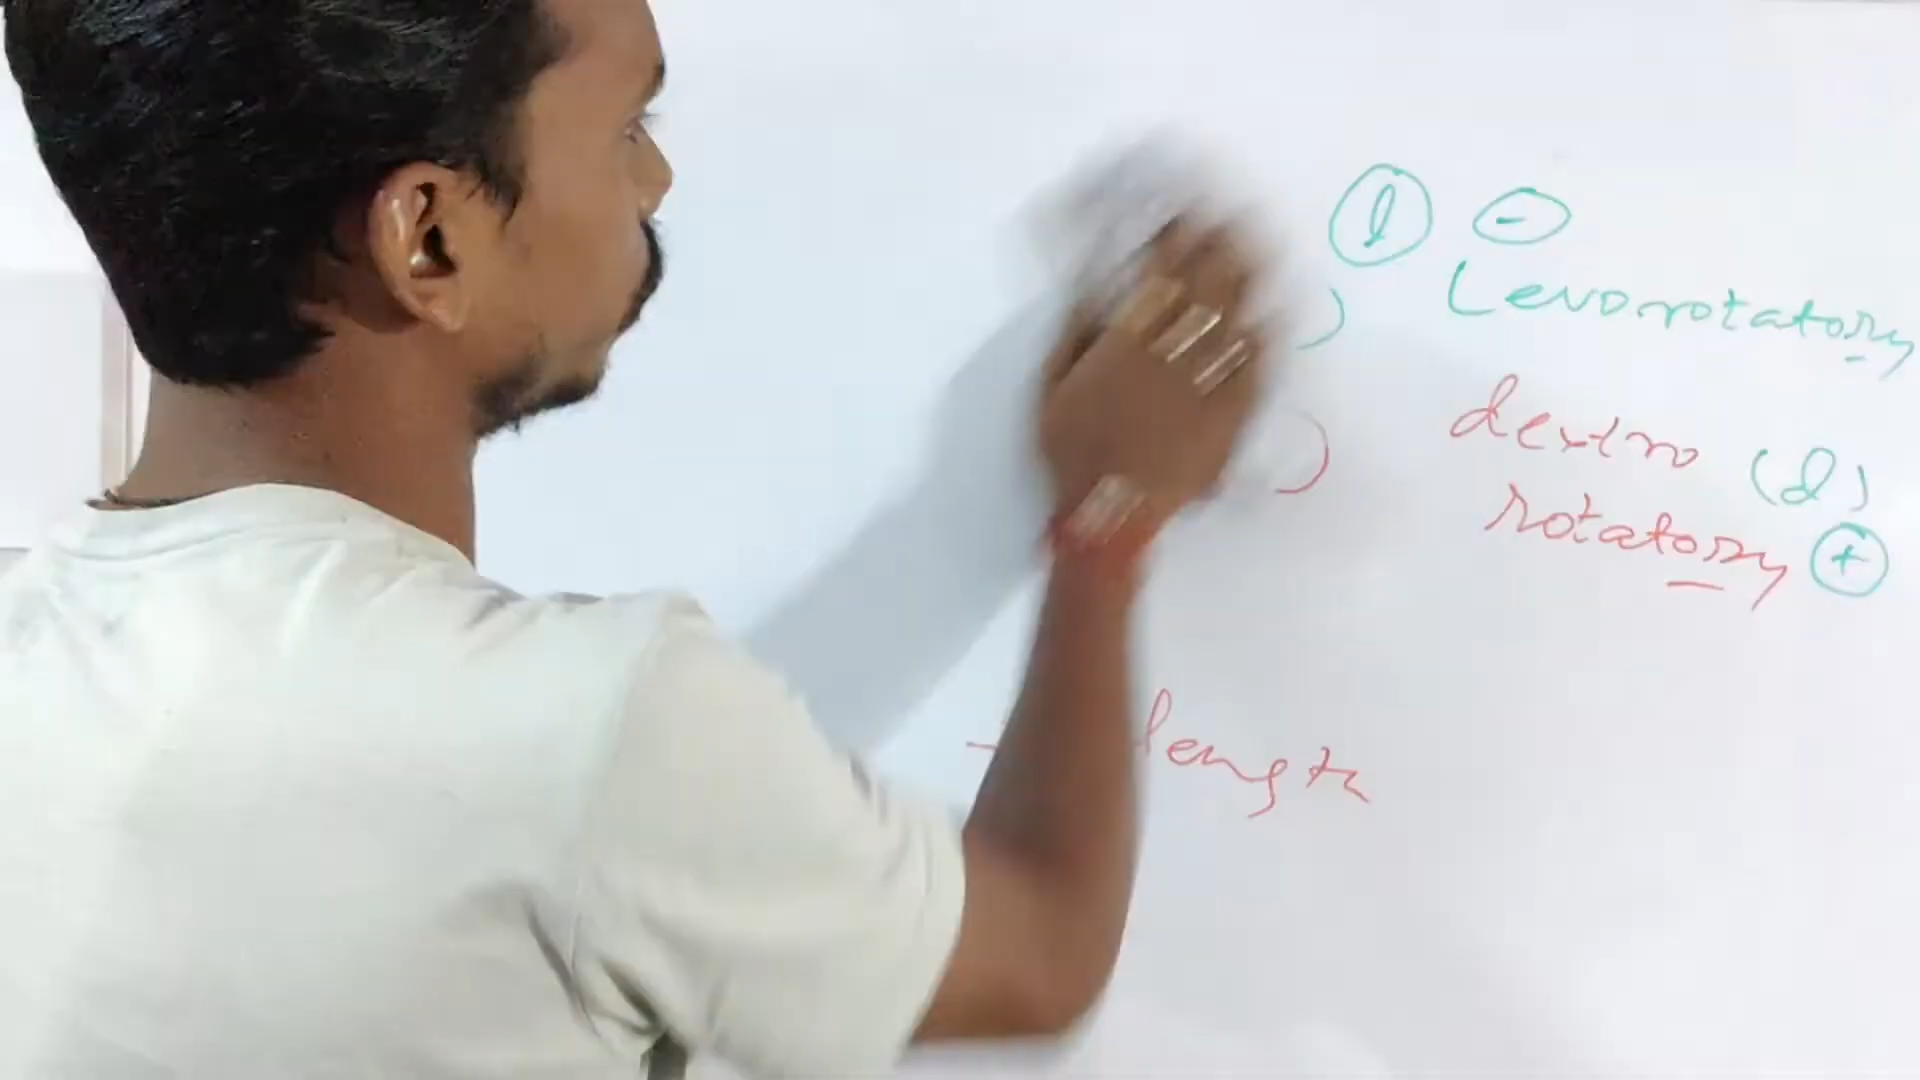 l -
) Levorotatory
) dextro (d)
rotatory +
length